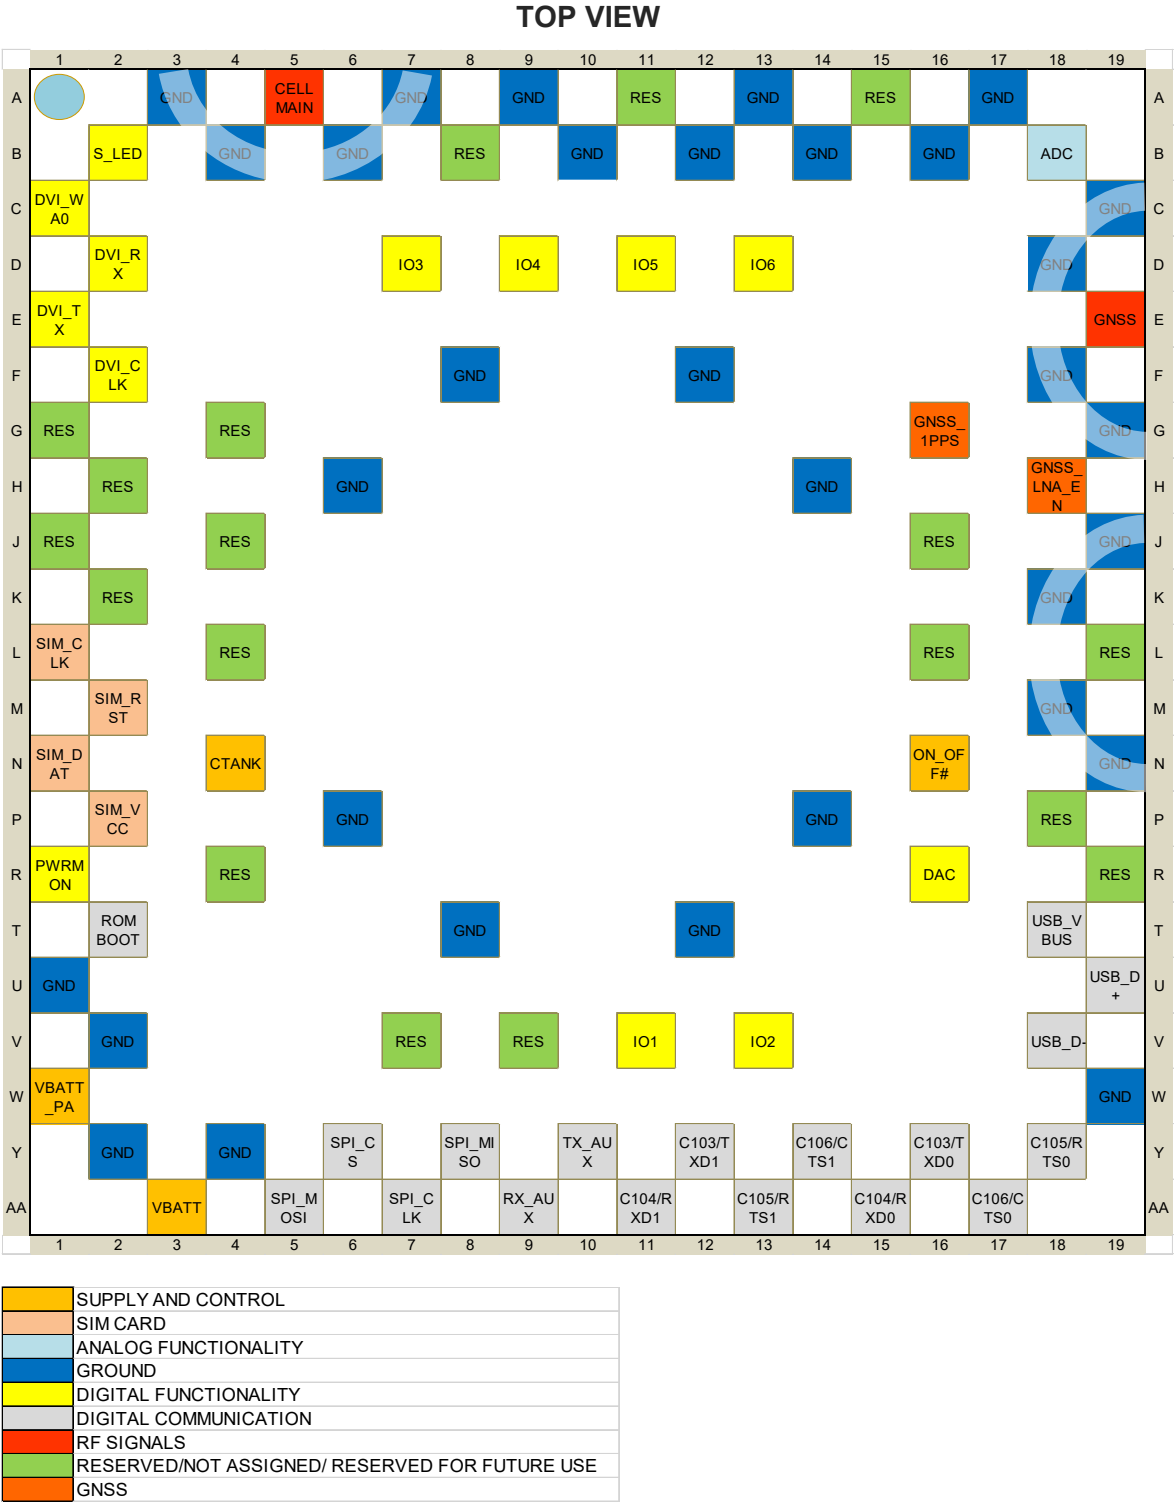 TOP VIEW
1 2 3 4 5 6 7 8 9 10 11 12 13 14 15 16 17 18 19
A GND CELL GND GND RES GND RES GND A
MAIN
B S_LED GND GND RES GND GND GND GND ADC B
C DVI_W GND C
A0
D DVI_R IO3 IO4 IO5 IO6 GND D
X
E DVI_T GNSS E
X
F DVI_C GND GND GND F
LK
G RES RES GNSS_ GND G
1PPS
H RES GND GND GNSS_ H
LNA_E
N
J RES RES RES GND J
K RES GND K
L SIM_C RES RES RES L
LK
M SIM_R GND M
ST
N SIM_D CTANK ON_OF GND N
AT F#
P SIM_V GND GND RES P
CC
R PWRM RES DAC RES R
ON
T ROM GND GND USB_V T
BOOT BUS
U GND USB_D U
+
V GND RES RES IO1 IO2 USB_D- V
W VBATT GND W
_PA
Y GND GND SPI_C SPI_MI TX_AU C103/T C106/C C103/T C105/R Y
S SO X XD1 TS1 XD0 TS0
AA VBATT SPI_M SPI_C RX_AU C104/R C105/R C104/R C106/C AA
OSI LK X XD1 TS1 XD0 TS0
1 2 3 4 5 6 7 8 9 10 11 12 13 14 15 16 17 18 19
SUPPLY AND CONTROL
SIM CARD
ANALOG FUNCTIONALITY
GROUND
DIGITAL FUNCTIONALITY
DIGITAL COMMUNICATION
RF SIGNALS
RESERVED/NOT ASSIGNED/ RESERVED FOR FUTURE USE
GNSS